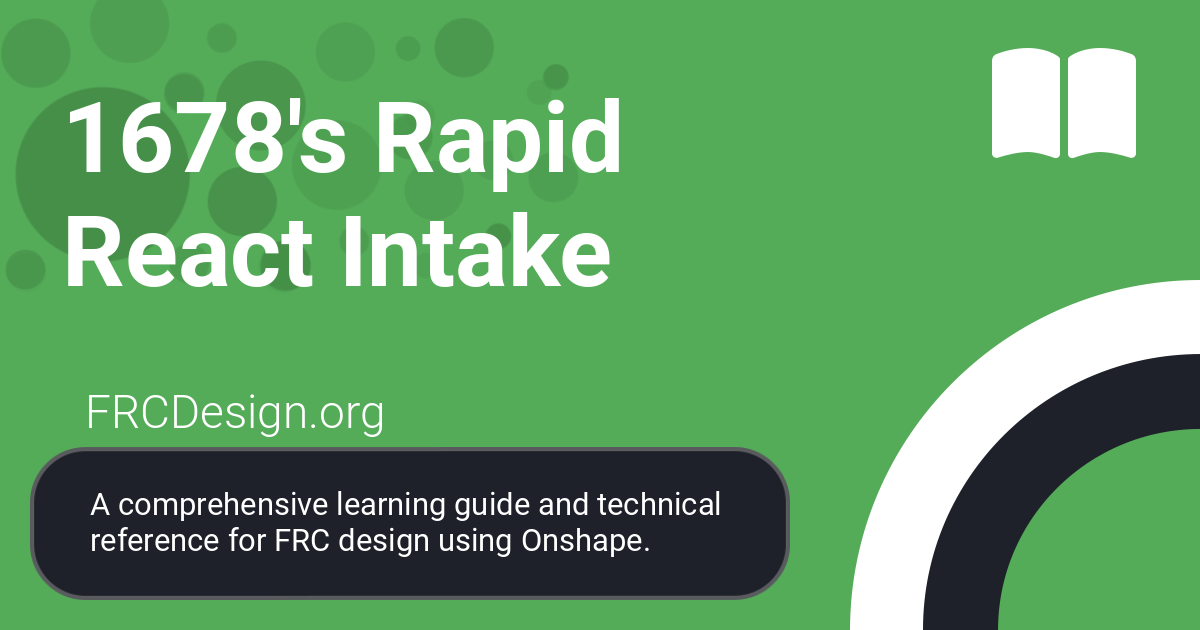 1678's Rapid
React Intake
FRCDesign.org
A comprehensive learning guide and technical
reference for FRC design using Onshape.